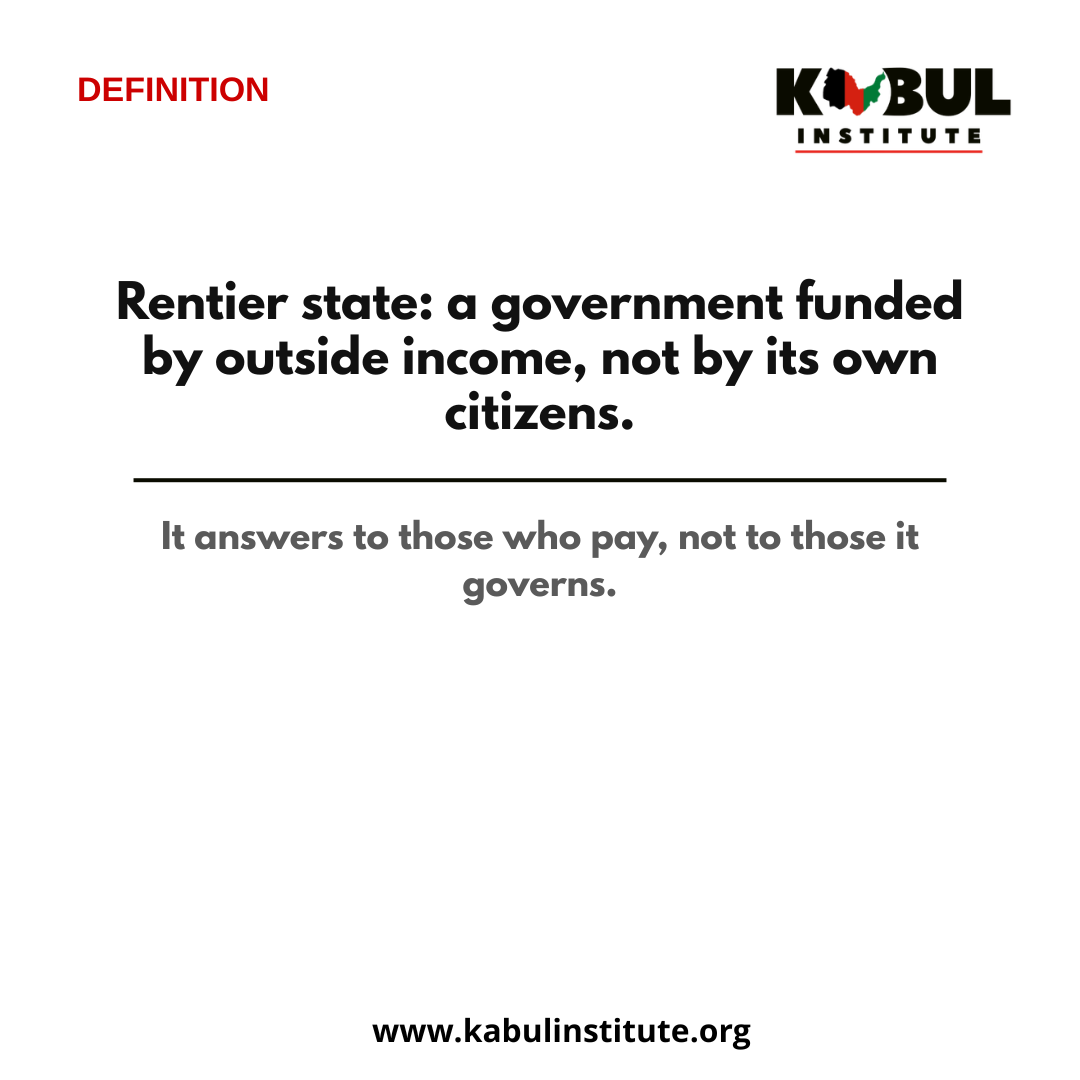 DEFINITION
KABUL
INSTITUTE
Rentier state: a government funded
by outside income, not by its own
citizens.
It answers to those who pay, not to those it
governs.
www.kabulinstitute.org